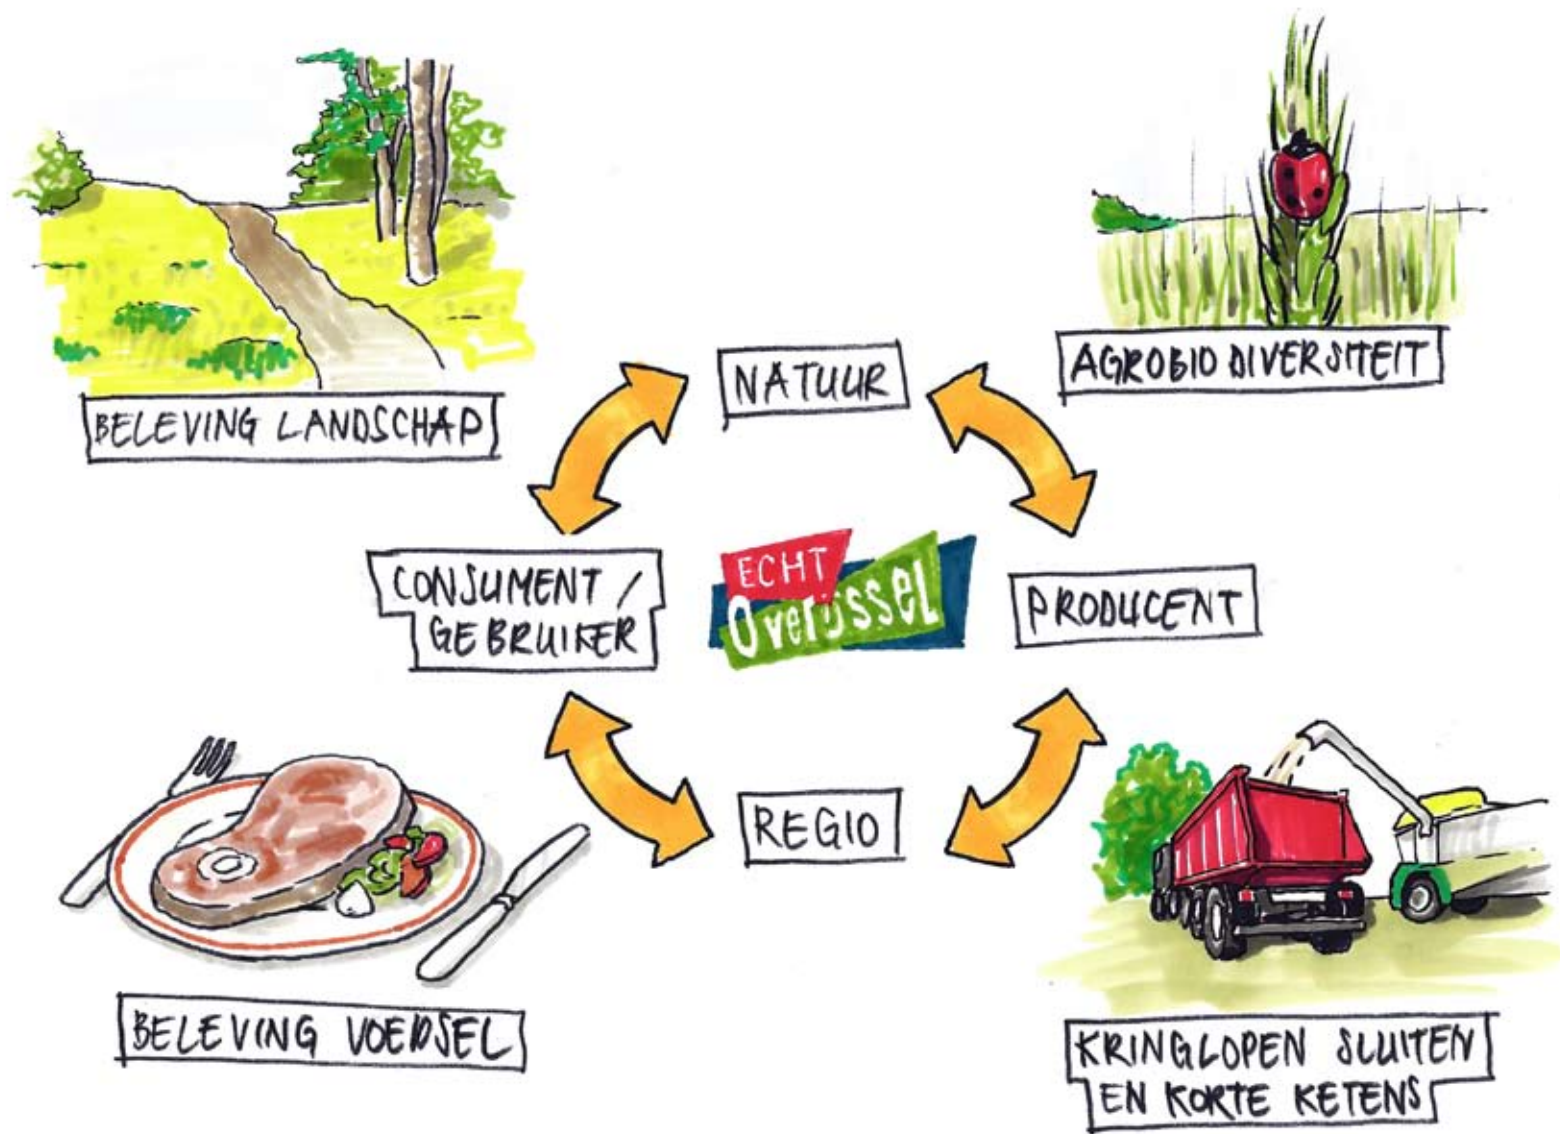 NATUUR
AGROBIODIVERSITEIT
BELEVING LANDSCHAP
CONSUMENT /
GEBRUIKER
ECHT
Overijssel
PRODUCENT
REGIO
BELEVING VOEDSEL
KRINGLOPEN SLUITEN
EN KORTE KETENS